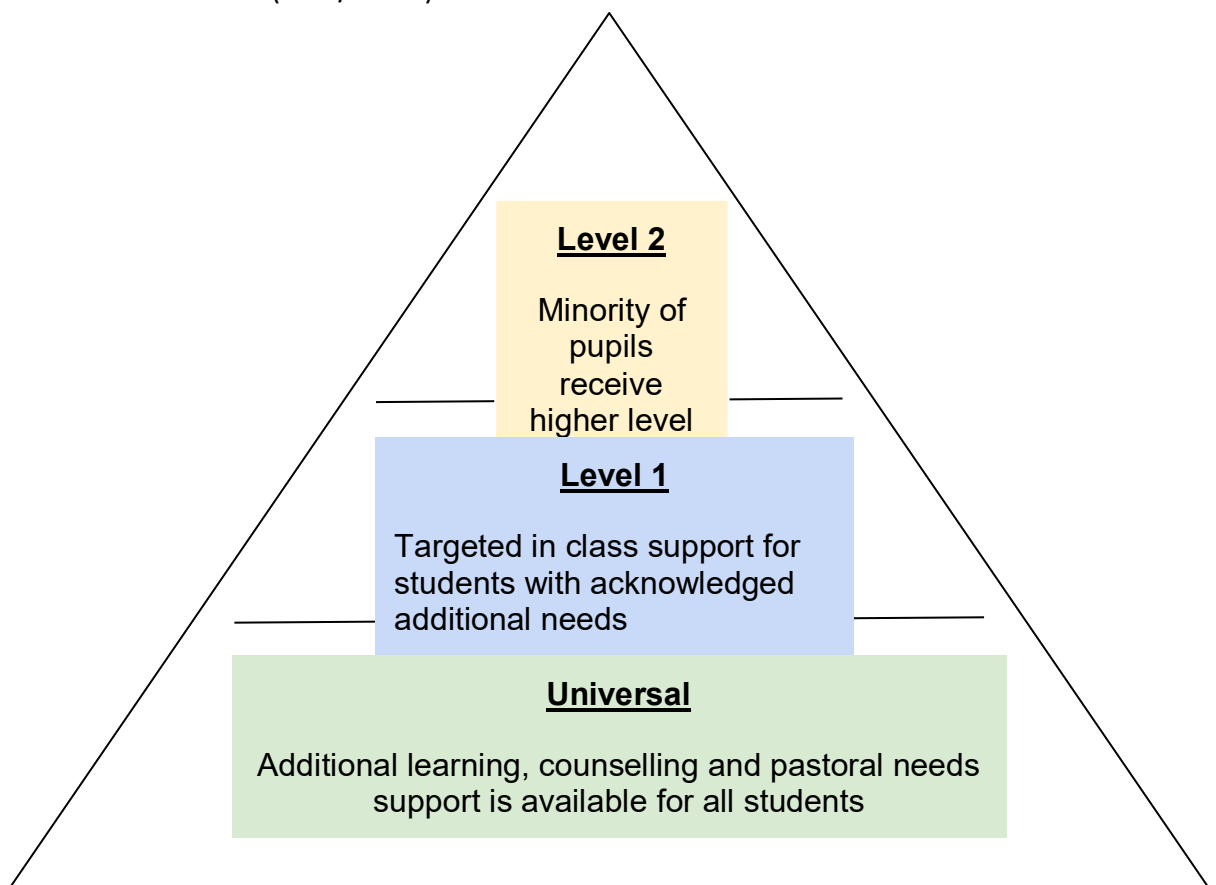 Level 2
Minority of
pupils
receive
higher level
Level 1
Targeted in class support for
students with acknowledged
additional needs
Universal
Additional learning, counselling and pastoral needs
support is available for all students